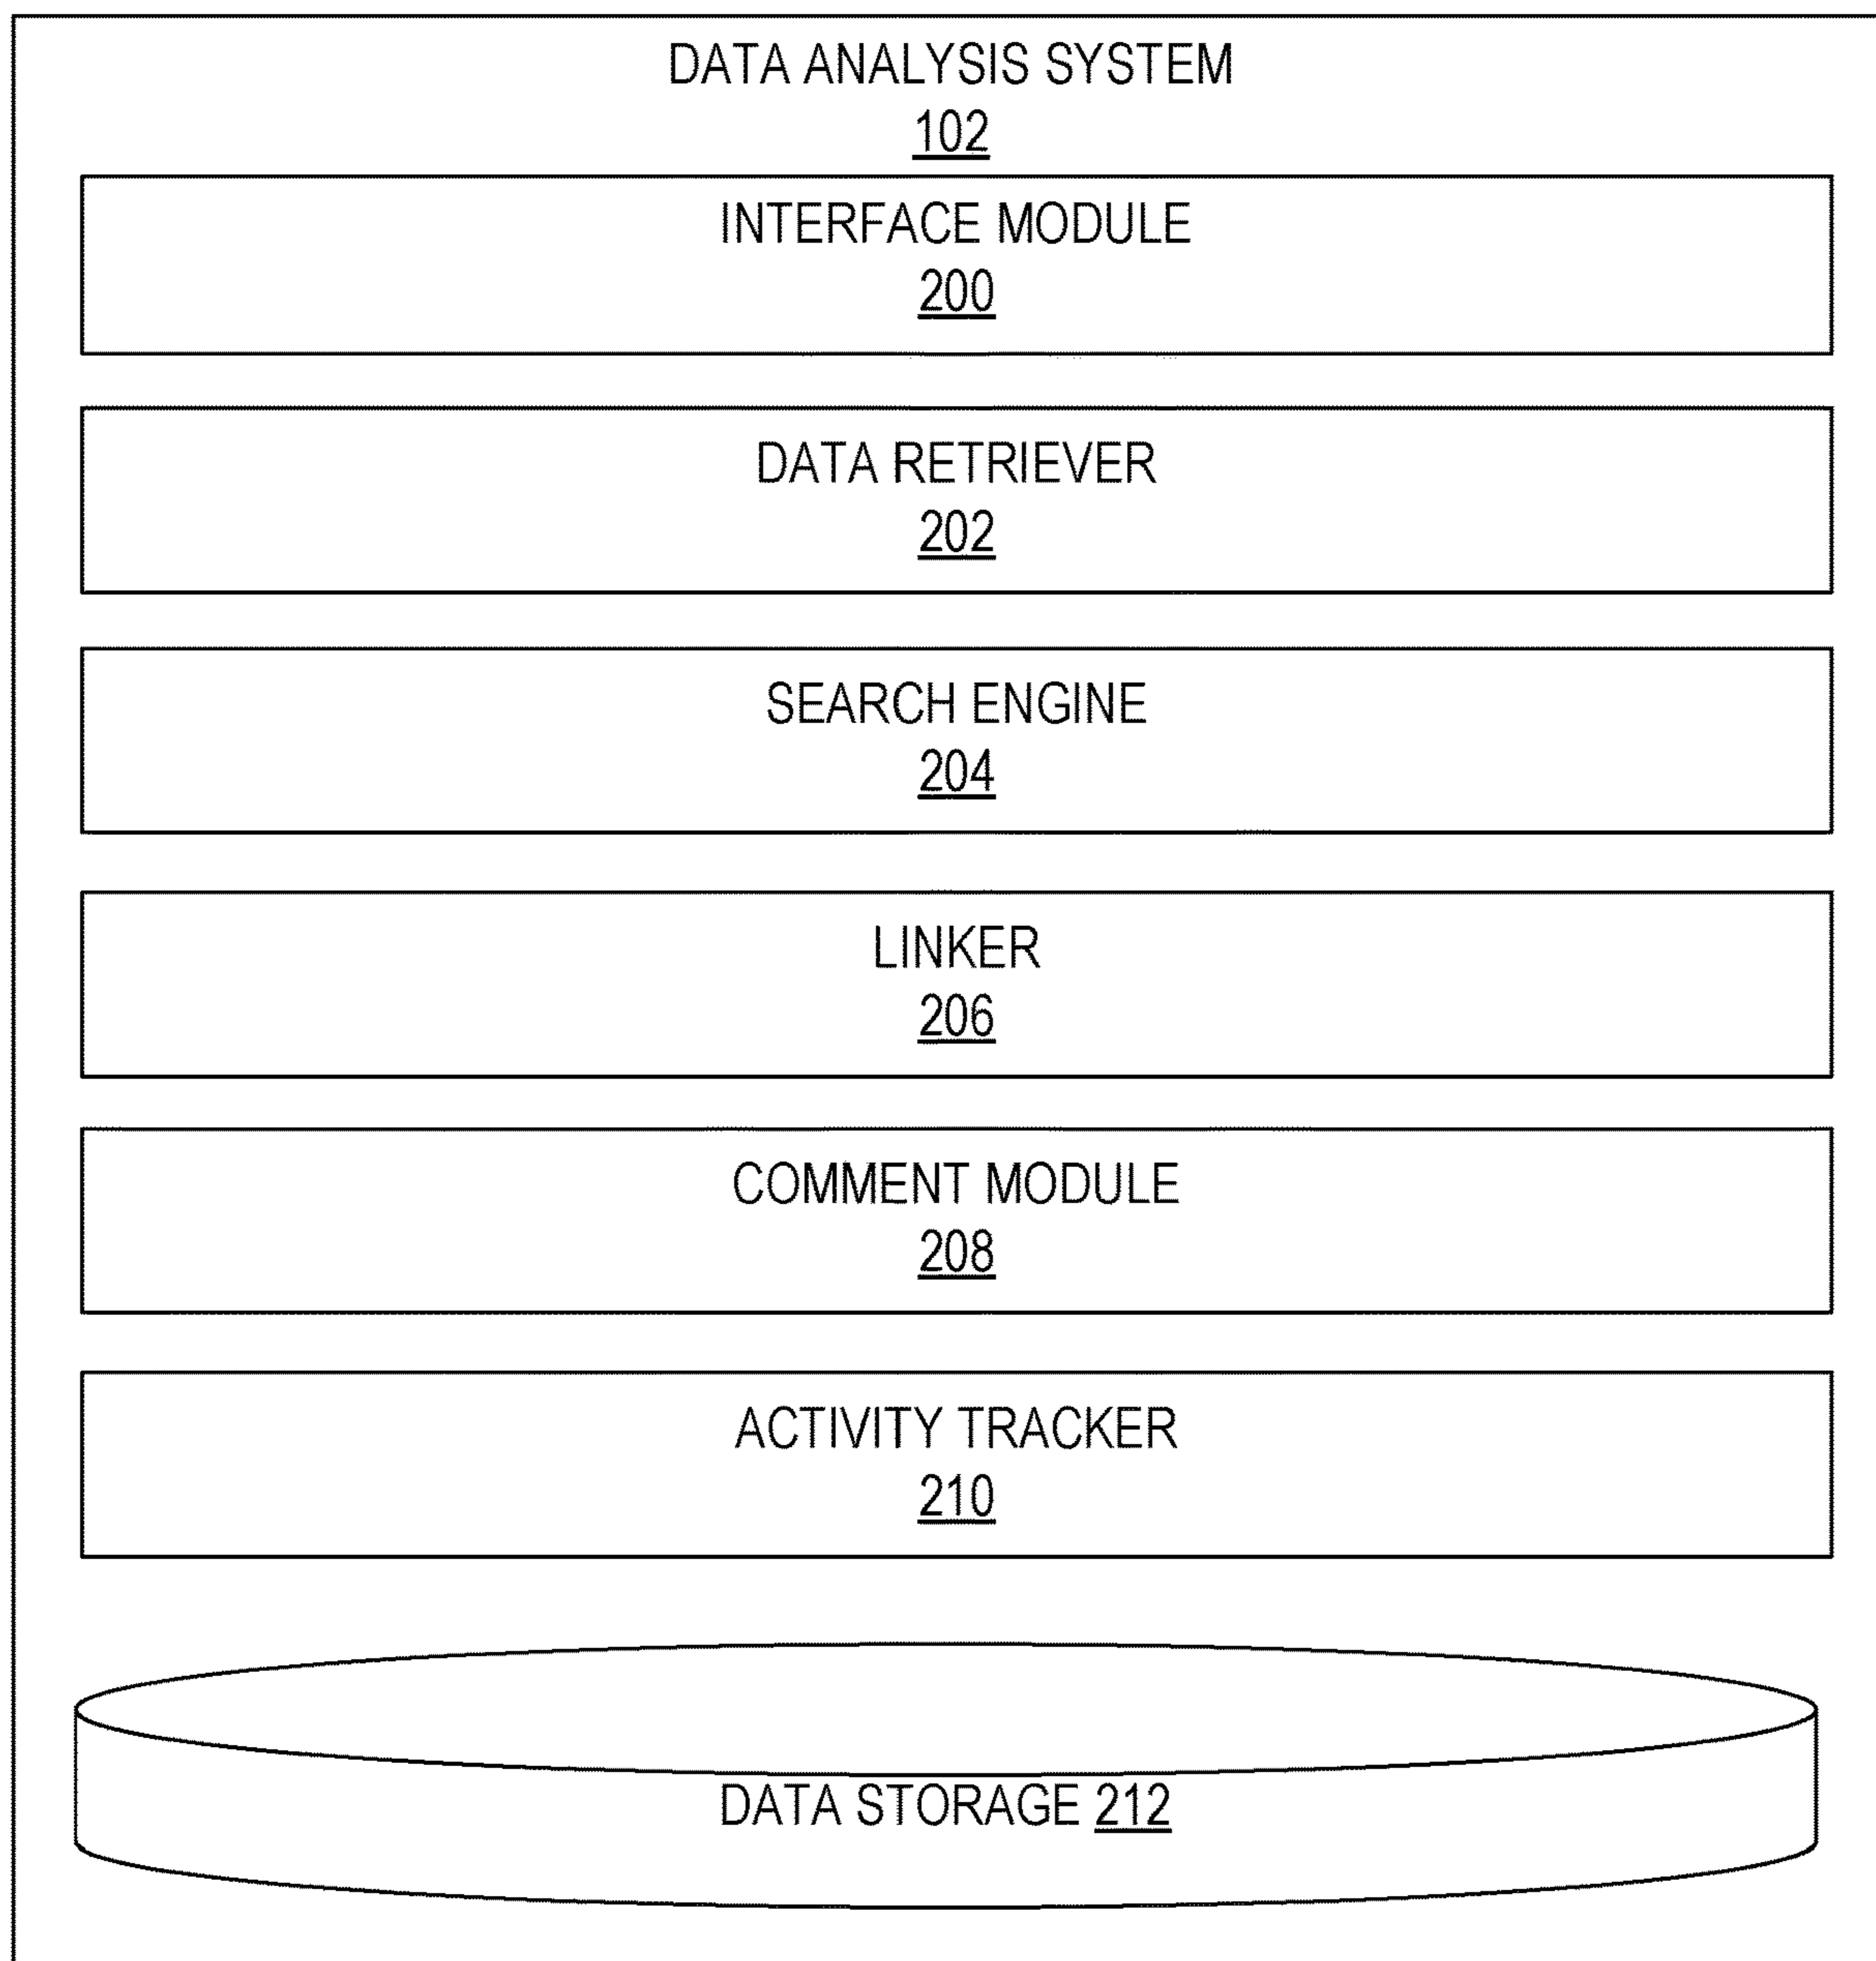 DATA ANALYSIS SYSTEM
102
INTERFACE MODULE
200
DATA RETRIEVER
202
SEARCH ENGINE
204
LINKER
206
COMMENT MODULE
208
ACTIVITY TRACKER
210
DATA STORAGE 212